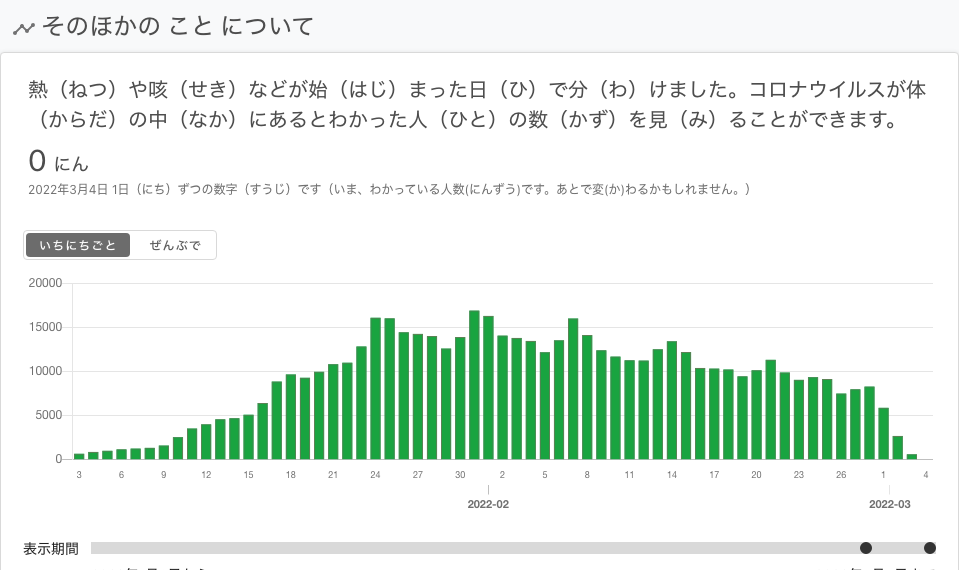 そのほかの こと について
熱（ねつ）や咳（せき）などが始（はじ）まった日（ひ）で分（わ）けました。コロナウイルスが体
（からだ）の中（なか）にあるとわかった人（ひと）の数（かず）を見（み）ることができます。
0 にん
2022年3月4日 1日（にち）ずつの数字（すうじ）です（いま、わかっている人数(にんずう)です。あとで変(か)わるかもしれません。）
いちにちごと ぜんぶで
20000
15000
10000
5000
0
3 6 9 12 15 18 21 24 27 30 2 5 8 11 14 17 20 23 26 1 4
2022-02 2022-03
表示期間